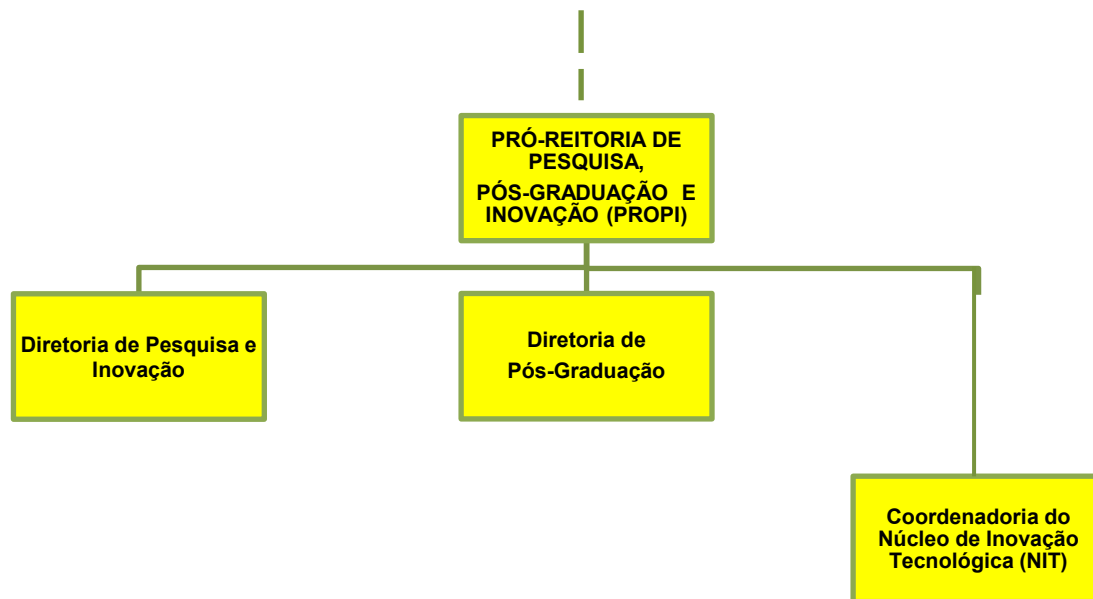 PRÓ-REITORIA DE
PESQUISA,
PÓS-GRADUAÇÃO E
INOVAÇÃO (PROPI)
Diretoria de Pesquisa e
Inovação
Diretoria de
Pós-Graduação
Coordenadoria do
Núcleo de Inovação
Tecnológica (NIT)